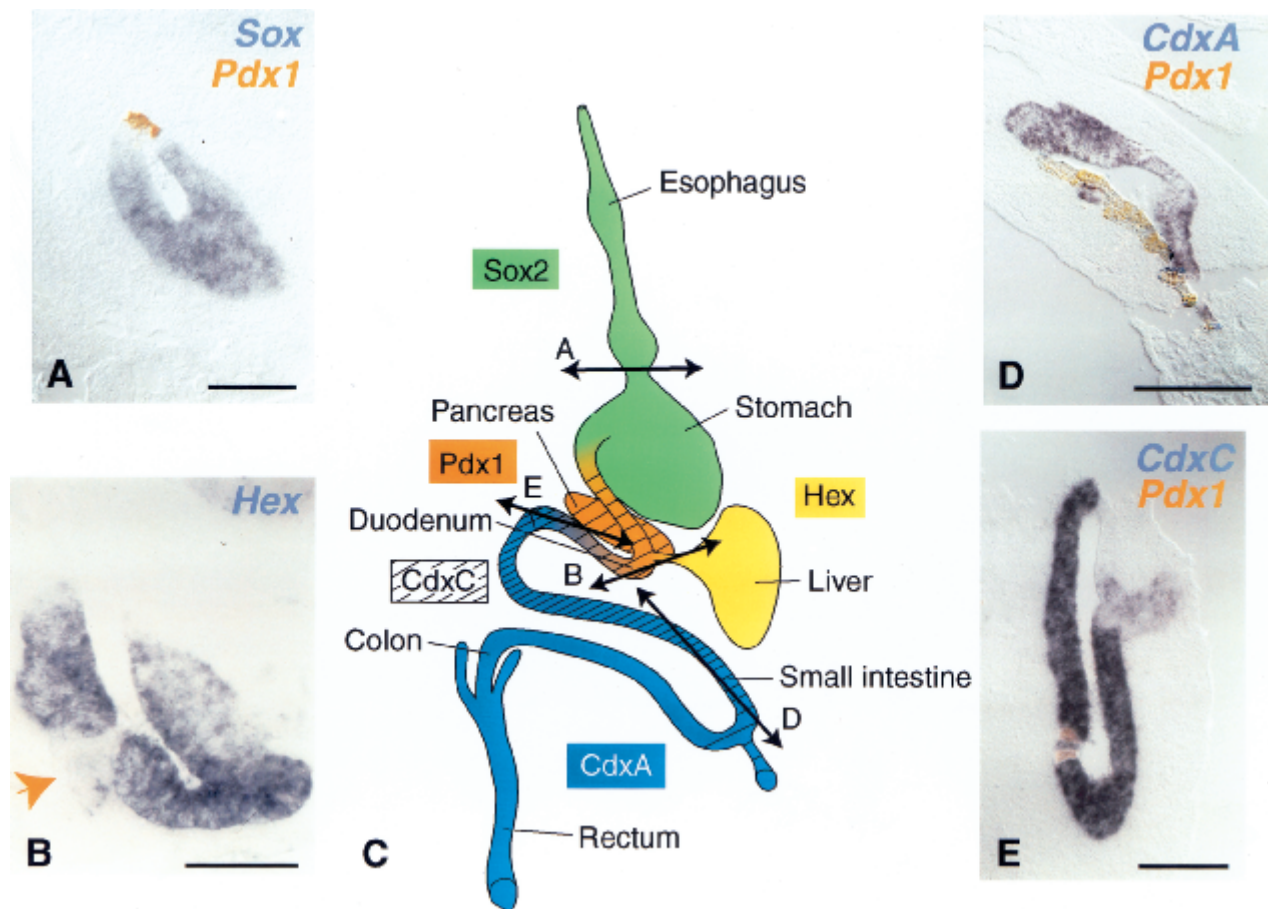 Sox
Pdx1
A
Hex
B
Esophagus
Sox2
A
Pancreas
Stomach
Pdx1
E
Hex
Duodenum
CdxC
B
Liver
Colon
Small intestine
D
CdxA
Rectum
C
CdxA
Pdx1
D
CdxC
Pdx1
E